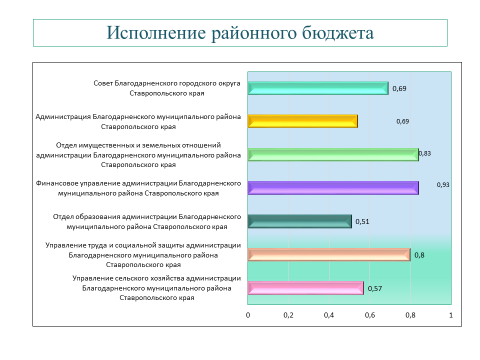 Исполнение районного бюджета
Совет Благодарненского городского округа
Ставропольского края
0,69
Администрация Благодарненского муниципального района
Ставропольского края
0,69
Отдел имущественных и земельных отношений
администрации Благодарненского муниципального района
Ставропольского края
0,83
Финансовое управление администрации Благодарненского
муниципального района Ставропольского края
0,93
Отдел образования администрации Благодарненского
муниципального района Ставропольского края
0,51
Управление труда и социальной защиты администрации
Благодарненского муниципального района
Ставропольского края
0,8
Управление сельского хозяйства администрации
Благодарненского муниципального района
Ставропольского края
0,57
0 0,2 0,4 0,6 0,8 1